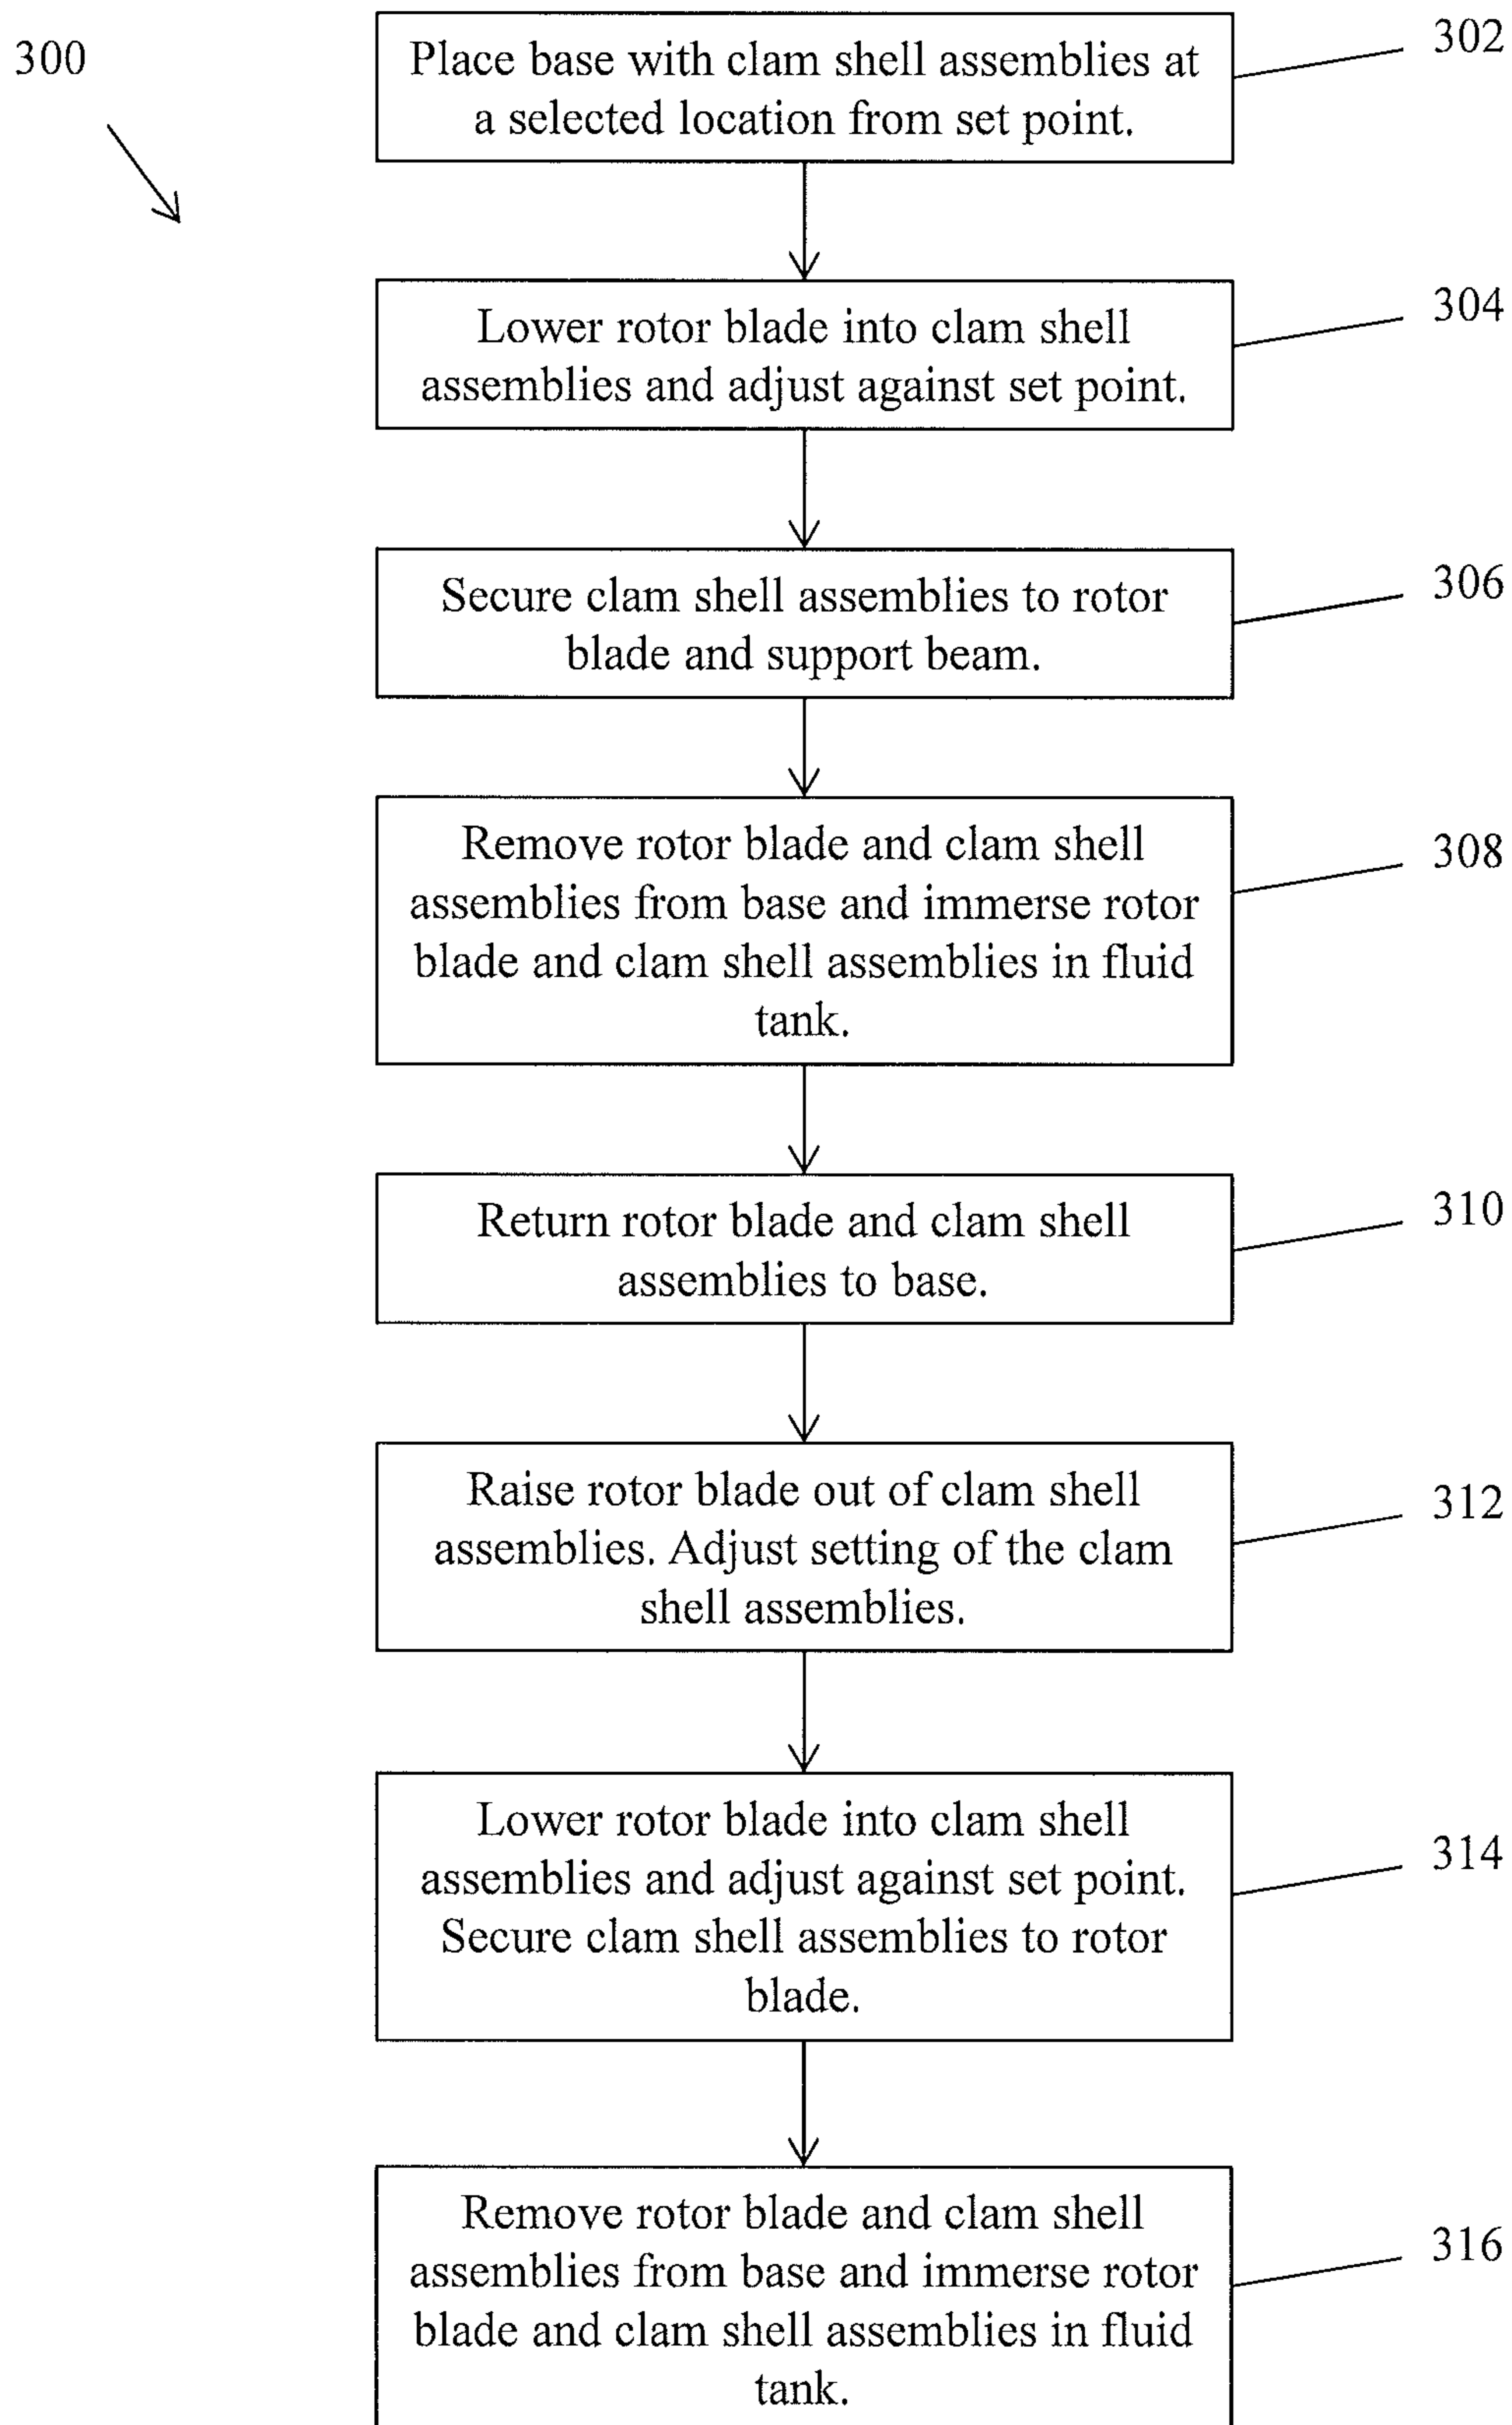 300
Place base with clam shell assemblies at
a selected location from set point.
302
Lower rotor blade into clam shell
assemblies and adjust against set point.
304
Secure clam shell assemblies to rotor
blade and support beam.
306
Remove rotor blade and clam shell
assemblies from base and immerse rotor
blade and clam shell assemblies in fluid
tank.
308
Return rotor blade and clam shell
assemblies to base.
310
Raise rotor blade out of clam shell
assemblies. Adjust setting of the clam
shell assemblies.
312
Lower rotor blade into clam shell
assemblies and adjust against set point.
Secure clam shell assemblies to rotor
blade.
314
Remove rotor blade and clam shell
assemblies from base and immerse rotor
blade and clam shell assemblies in fluid
tank.
316